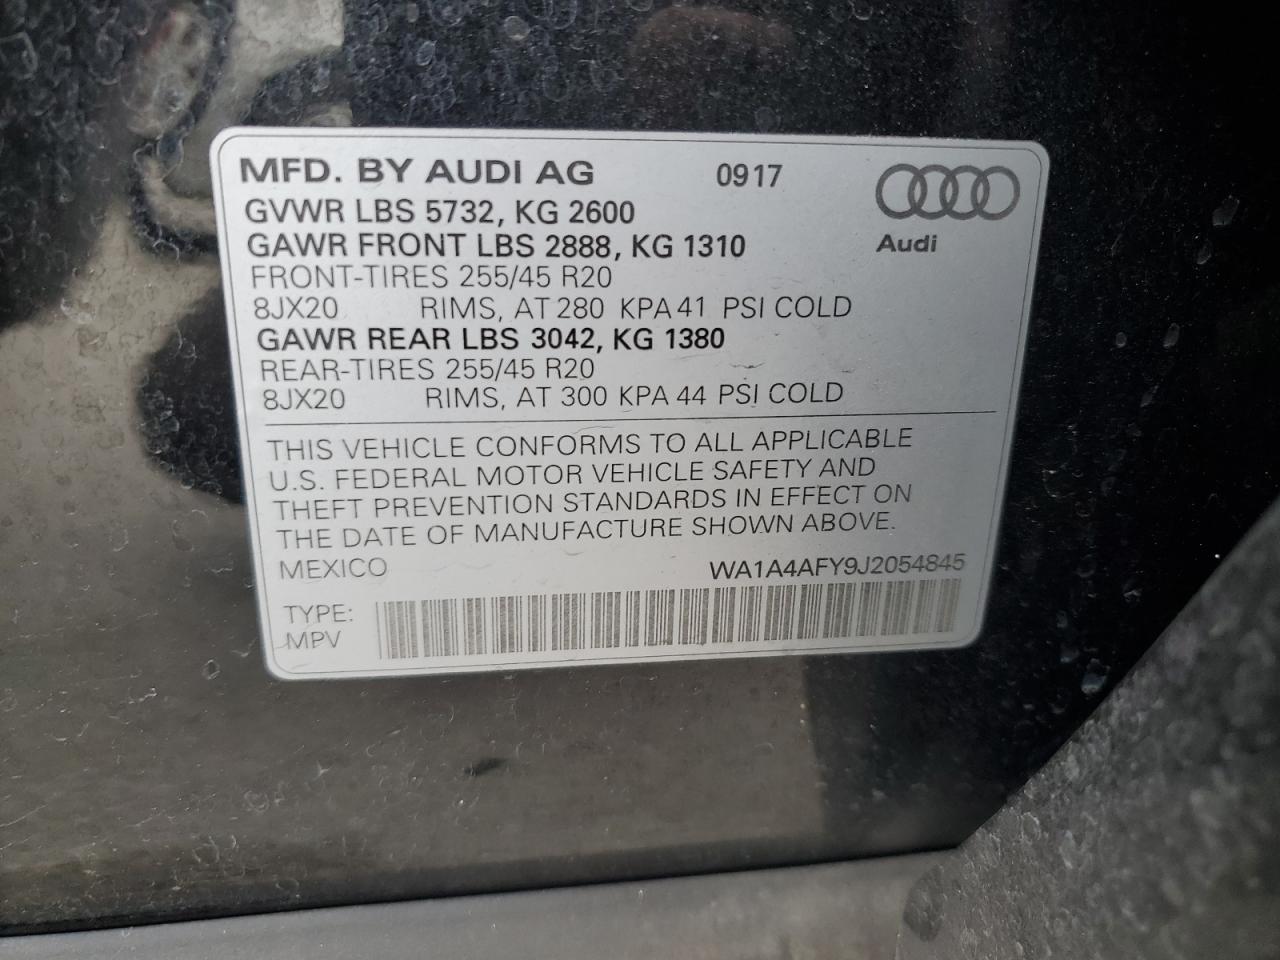 MFD. BY AUDI AG 0917
GVWR LBS 5732, KG 2600
GAWR FRONT LBS 2888, KG 1310
Audi
FRONT-TIRES 255/45 R20
8JX20 RIMS, AT 280 KPA 41 PSI COLD
GAWR REAR LBS 3042, KG 1380
REAR-TIRES 255/45 R20
8JX20 RIMS, AT 300 KPA 44 PSI COLD
THIS VEHICLE CONFORMS TO ALL APPLICABLE
U.S. FEDERAL MOTOR VEHICLE SAFETY AND
THEFT PREVENTION STANDARDS IN EFFECT ON
THE DATE OF MANUFACTURE SHOWN ABOVE.
MEXICO WA1A4AFY9J2054845
TYPE:
MPV